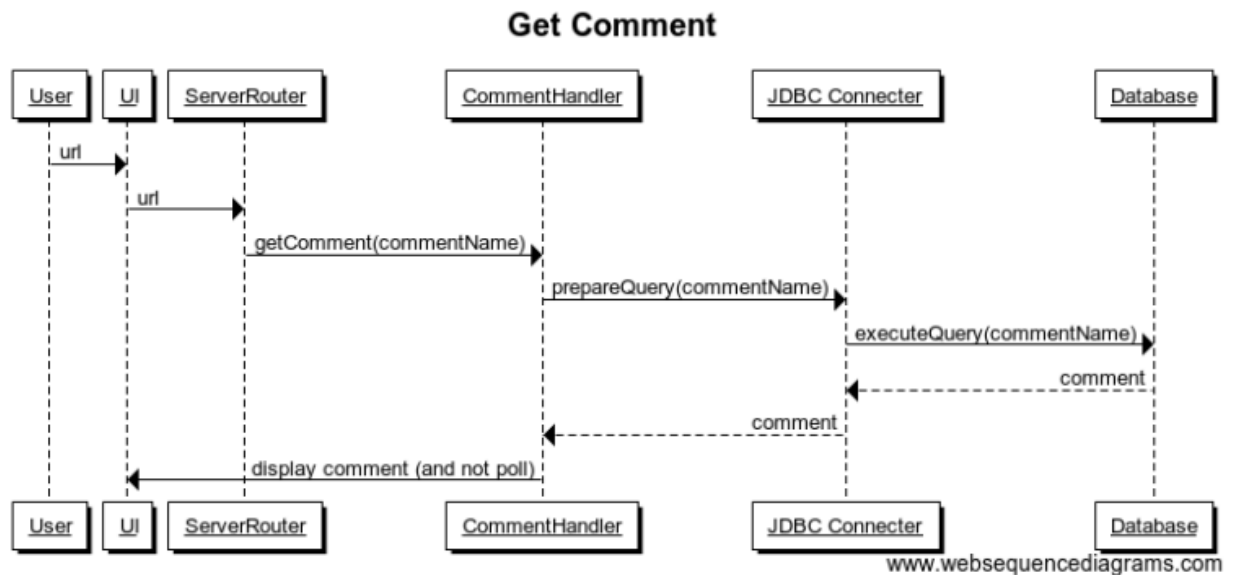 Get Comment
User UI ServerRouter CommentHandler JDBC Connecter Database
url
url
getComment(commentName)
prepareQuery(commentName)
executeQuery(commentName)
comment
comment
display comment (and not poll)
User UI ServerRouter CommentHandler JDBC Connecter Database
www.websequencediagrams.com